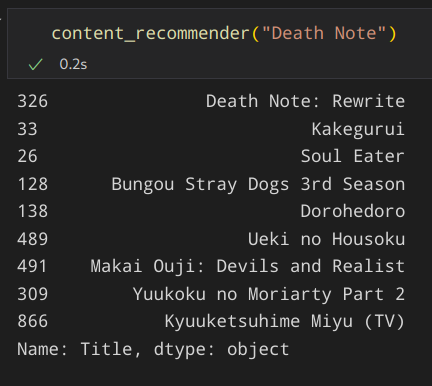 content_recommender("Death Note")
0.2s
326 Death Note: Rewrite
33 Kakegurui
26 Soul Eater
128 Bungou Stray Dogs 3rd Season
138 Dorohedoro
489 Ueki no Housoku
491 Makai Ouji: Devils and Realist
309 Yuukoku no Moriarty Part 2
866 Kyuuketsuhime Miyu (TV)
Name: Title, dtype: object